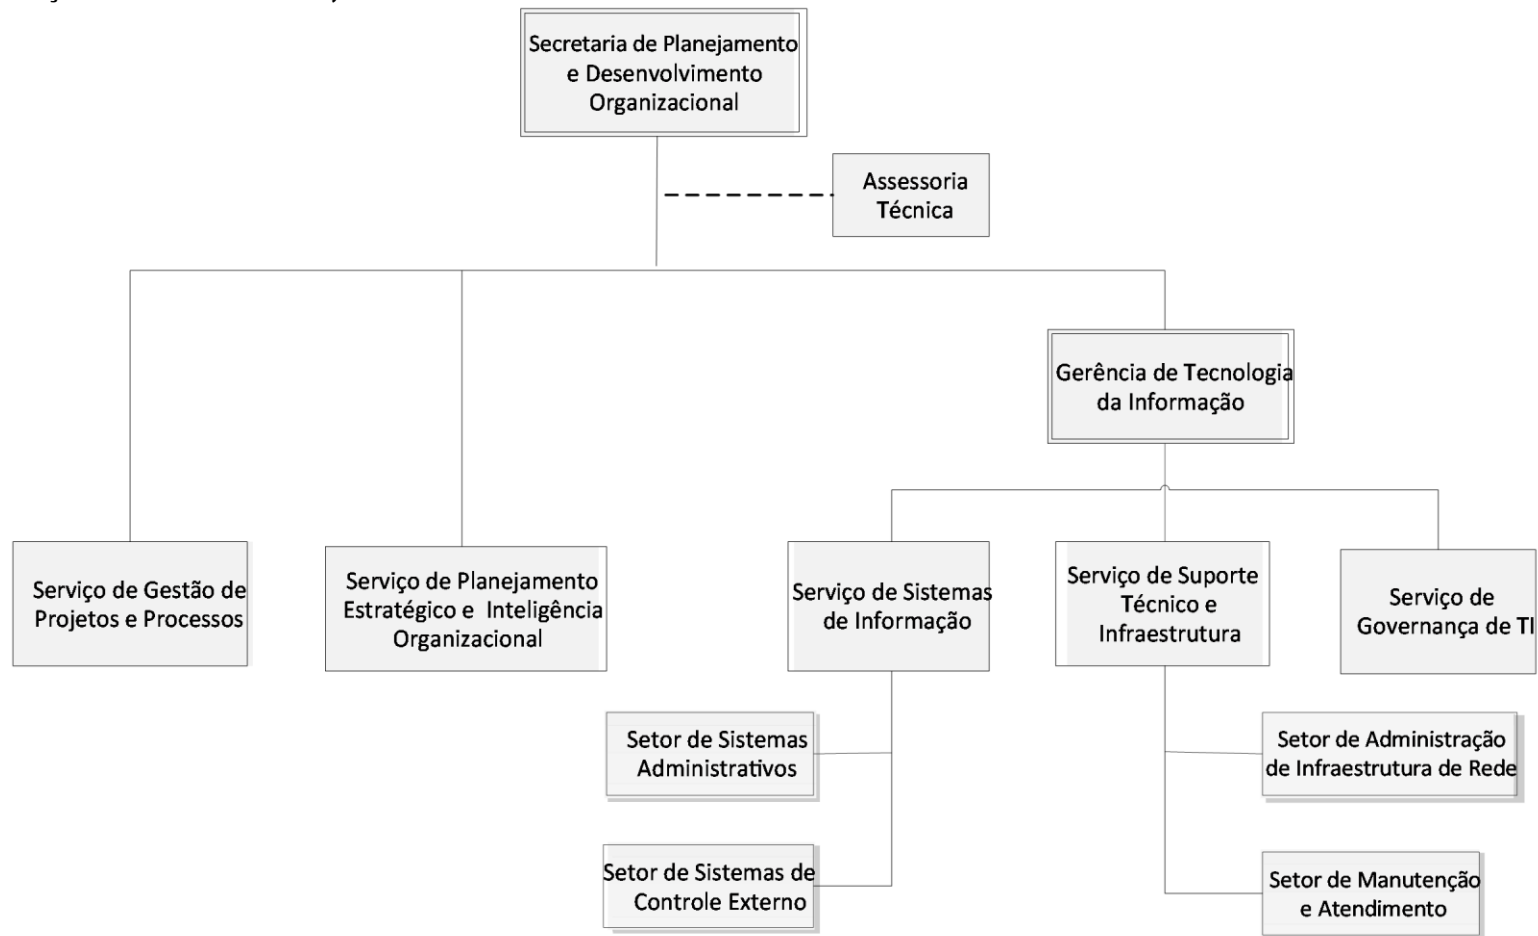 Secretaria de Planejamento
e Desenvolvimento
Organizacional
Assessoria
Técnica
Gerência de Tecnologia
da Informação
Serviço de Gestão de
Projetos e Processos
Serviço de Planejamento
Estratégico e Inteligência
Organizacional
Serviço de Sistemas
de Informação
Serviço de Suporte
Técnico e
Infraestrutura
Serviço de
Governança de TI
Setor de Sistemas
Administrativos
Setor de Administração
de Infraestrutura de Rede
Setor de Sistemas de
Controle Externo
Setor de Manutenção
e Atendimento